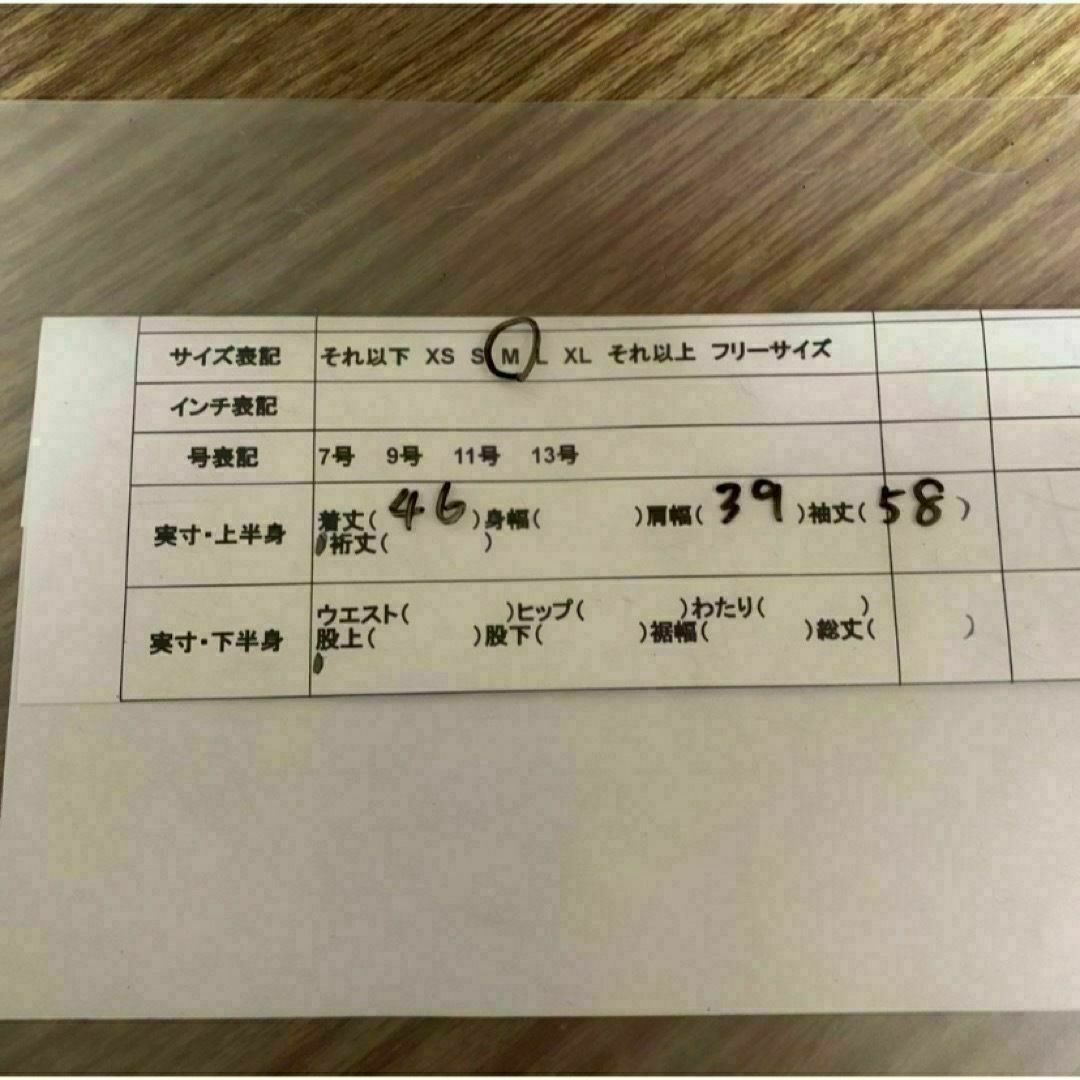 サイズ表記 それ以下 XS S M L XL それ以上 フリーサイズ
インチ表記
号表記 7号 9号 11号 13号
実寸・上半身 着丈( 46 )身幅( )肩幅( 39 )袖丈( 58 )
裄丈( )
実寸・下半身 ウエスト( )ヒップ( )わたり( )
股上( )股下( )裾幅( )総丈( )